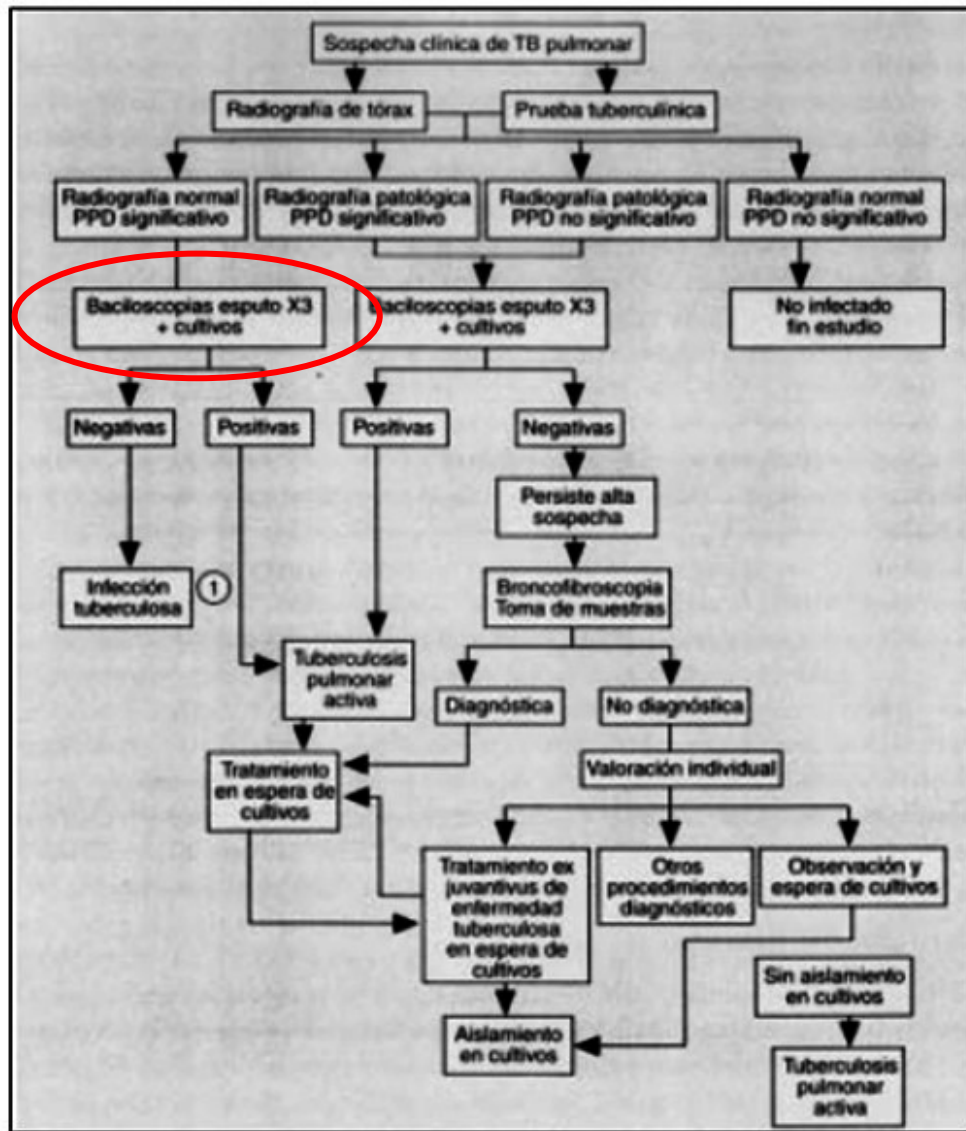 Sospecha clínica de TB pulmonar
Radiografía de tórax
Prueba tuberculínica
Radiografía normal
PPD significativo
Radiografía patológica
PPD significativo
Radiografía patológica
PPD no significativo
Radiografía normal
PPD no significativo
Baciloscopias esputo X3
+ cultivos
Baciloscopias esputo X3
+ cultivos
No infectado
fin estudio
Negativas
Positivas
Positivas
Negativas
Persiste alta
sospecha
Infección
tuberculosa
1
Broncofibroscopia
Toma de muestras
Tuberculosis
pulmonar
activa
Diagnóstica
No diagnóstica
Tratamiento
en espera de
cultivos
Valoración individual
Tratamiento ex
juvantivus de
enfermedad
tuberculosa
en espera de
cultivos
Otros
procedimientos
diagnósticos
Observación y
espera de cultivos
Sin aislamiento
en cultivos
Aislamiento
en cultivos
Tuberculosis
pulmonar
activa